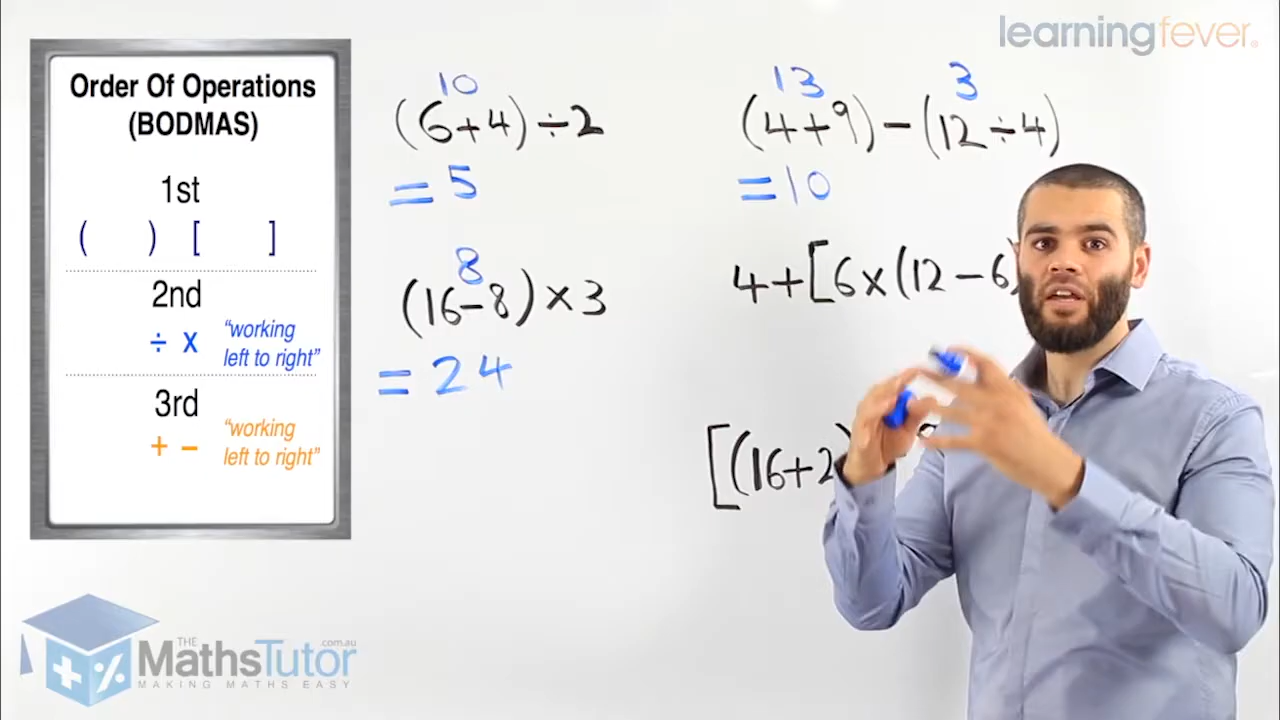 learningfever.
Order Of Operations
(BODMAS)
1st
( ) [ ]
2nd
÷ x "working
left to right"
3rd
+ − "working
left to right"
10
(6+4)÷2
=5
8
(16−8)×3
=24
13 3
(4+9)−(12÷4)
=10
4+[6×(12−6)
[(16+2)
THE
MathsTutor
.com.au
MAKING MATHS EASY